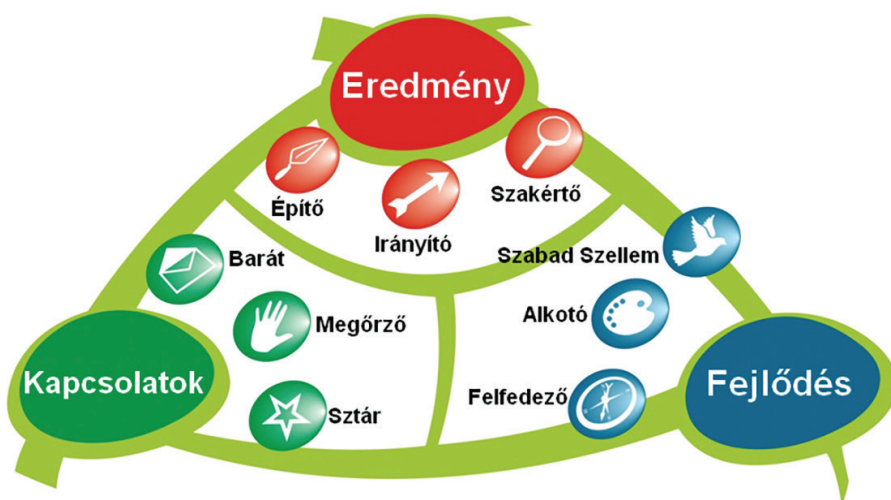 Eredmény
Építő
Irányító
Szakértő
Barát
Szabad Szellem
Megőrző
Alkotó
Kapcsolatok
Fejlődés
Sztár
Felfedező